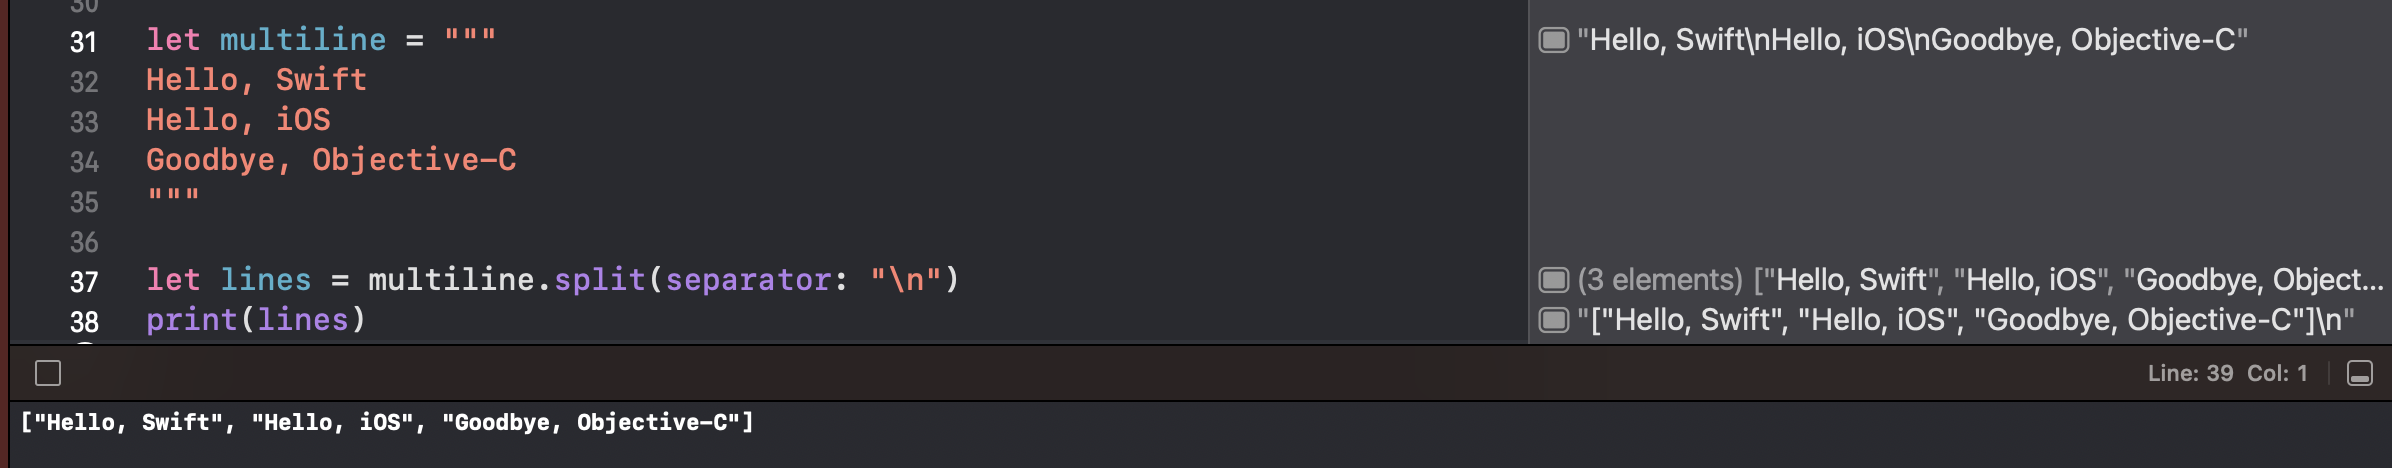 30
31 let multiline = """ "Hello, Swift\nHello, iOS\nGoodbye, Objective-C"
32 Hello, Swift
33 Hello, iOS
34 Goodbye, Objective-C
35 """
36
37 let lines = multiline.split(separator: "\n") (3 elements) ["Hello, Swift", "Hello, iOS", "Goodbye, Object...
38 print(lines) "["Hello, Swift", "Hello, iOS", "Goodbye, Objective-C"]\n"
Line: 39 Col: 1
["Hello, Swift", "Hello, iOS", "Goodbye, Objective-C"]